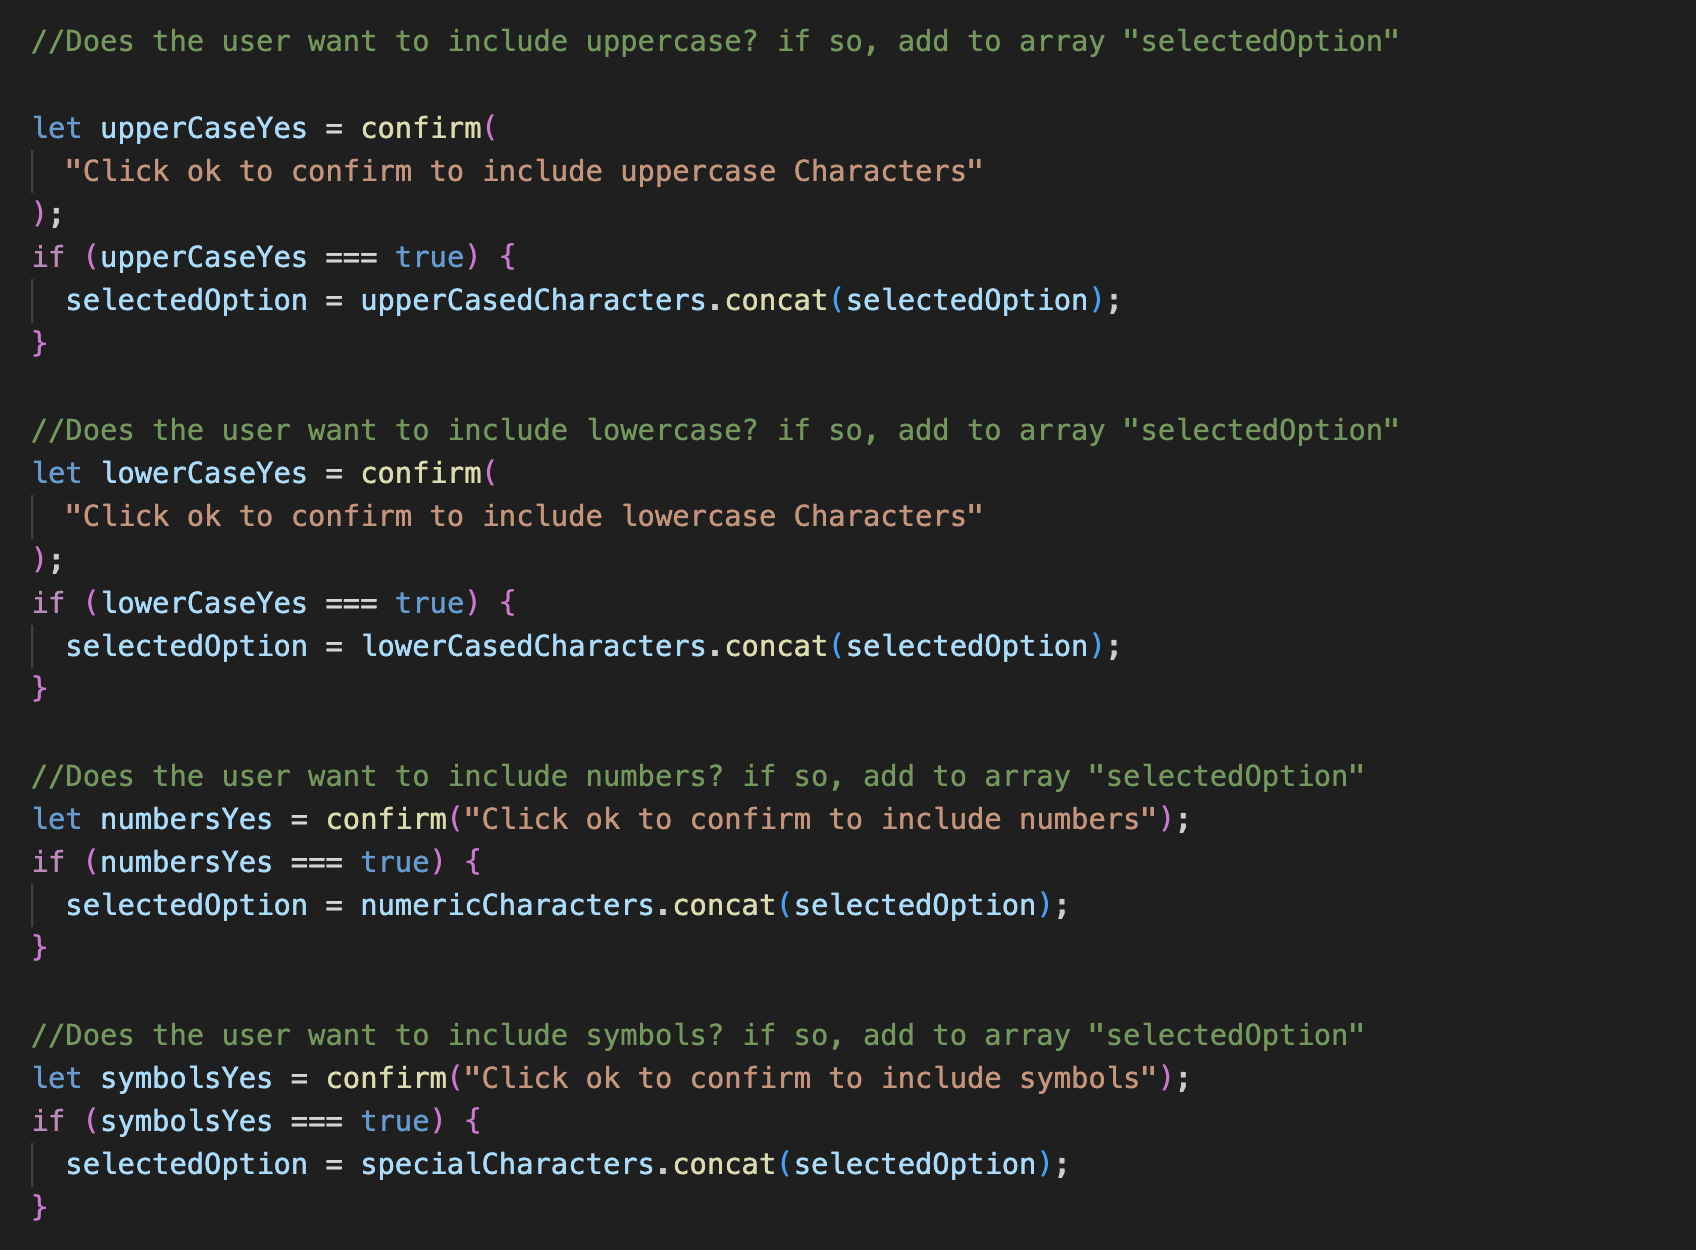 //Does the user want to include uppercase? if so, add to array "selectedOption"
let upperCaseYes = confirm(
"Click ok to confirm to include uppercase Characters"
);
if (upperCaseYes === true) {
selectedOption = upperCasedCharacters.concat(selectedOption);
}
//Does the user want to include lowercase? if so, add to array "selectedOption"
let lowerCaseYes = confirm(
"Click ok to confirm to include lowercase Characters"
);
if (lowerCaseYes === true) {
selectedOption = lowerCasedCharacters.concat(selectedOption);
}
//Does the user want to include numbers? if so, add to array "selectedOption"
let numbersYes = confirm("Click ok to confirm to include numbers");
if (numbersYes === true) {
selectedOption = numericCharacters.concat(selectedOption);
}
//Does the user want to include symbols? if so, add to array "selectedOption"
let symbolsYes = confirm("Click ok to confirm to include symbols");
if (symbolsYes === true) {
selectedOption = specialCharacters.concat(selectedOption);
}